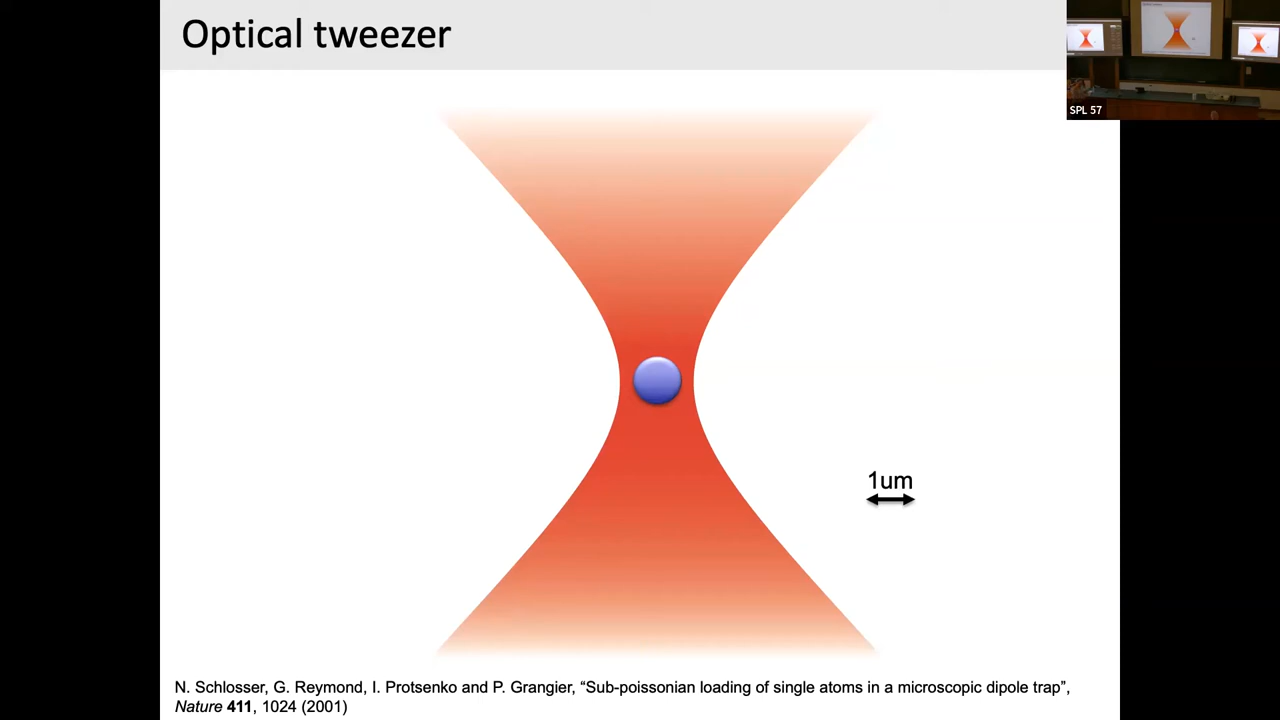 Optical tweezer
SPL 57
1um
N. Schlosser, G. Reymond, I. Protsenko and P. Grangier, “Sub-poissonian loading of single atoms in a microscopic dipole trap”,
Nature 411, 1024 (2001)